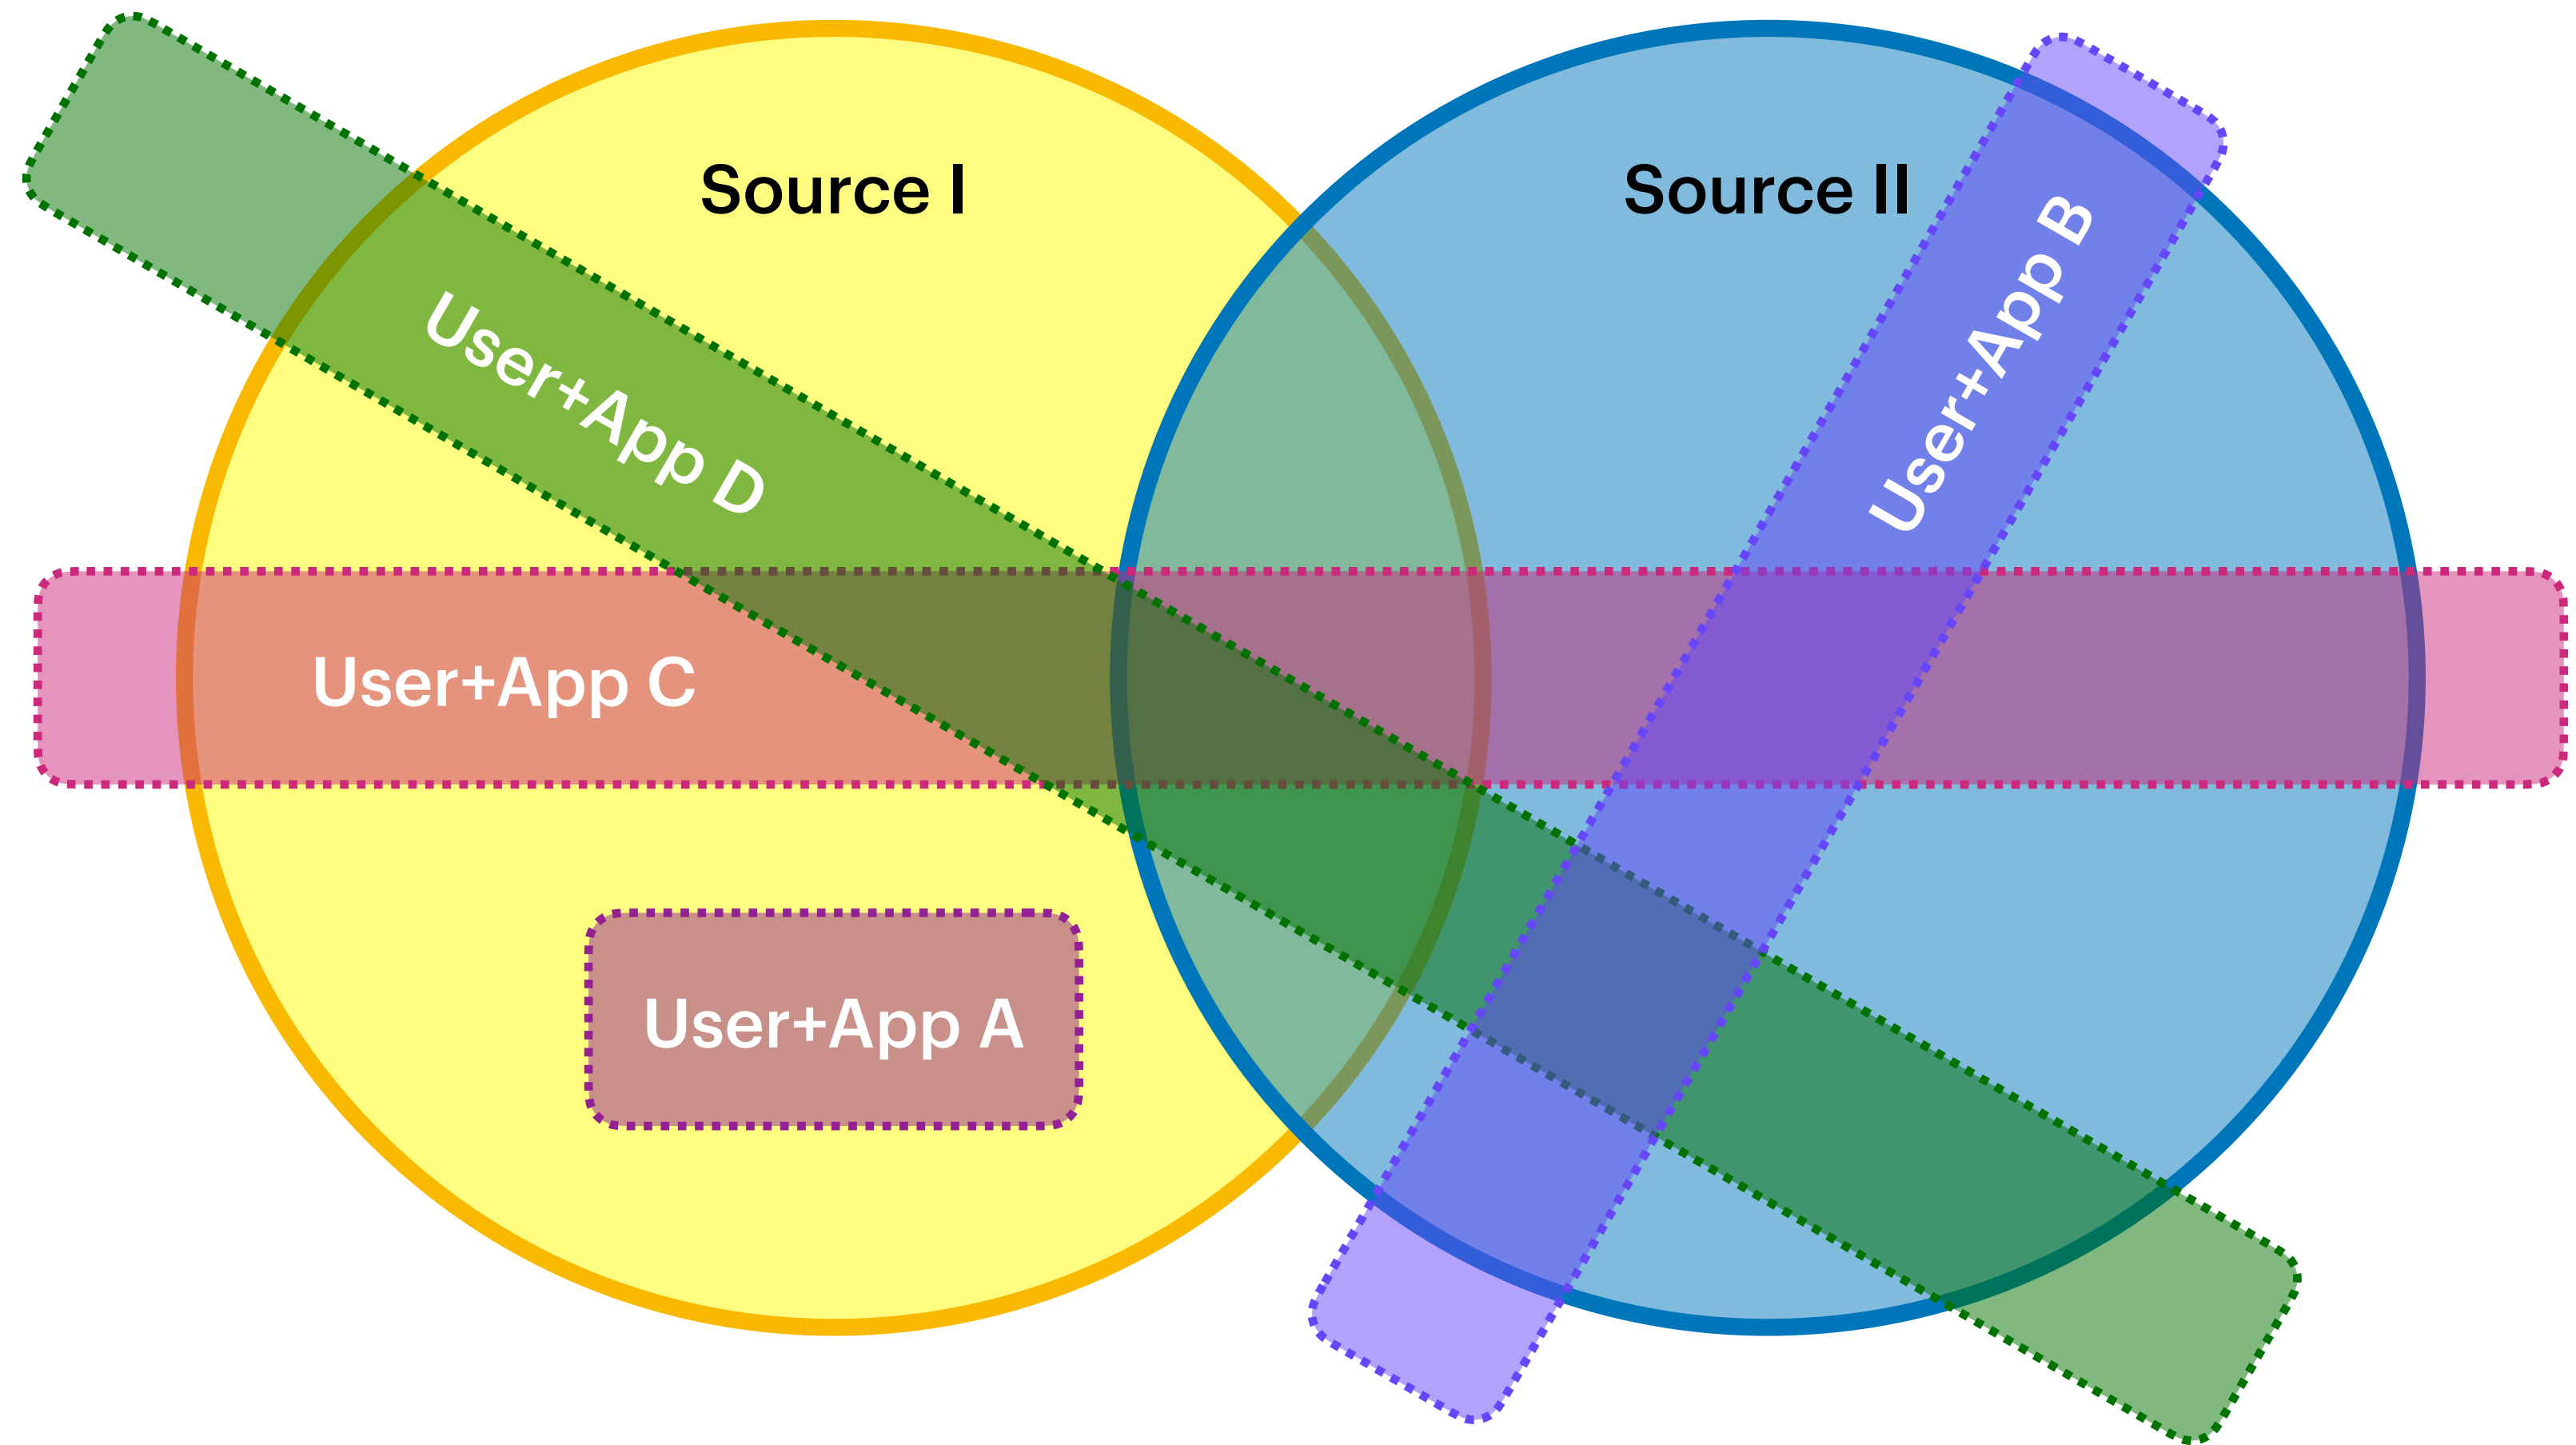 Source I
Source II
User+App B
User+App D
User+App C
User+App A